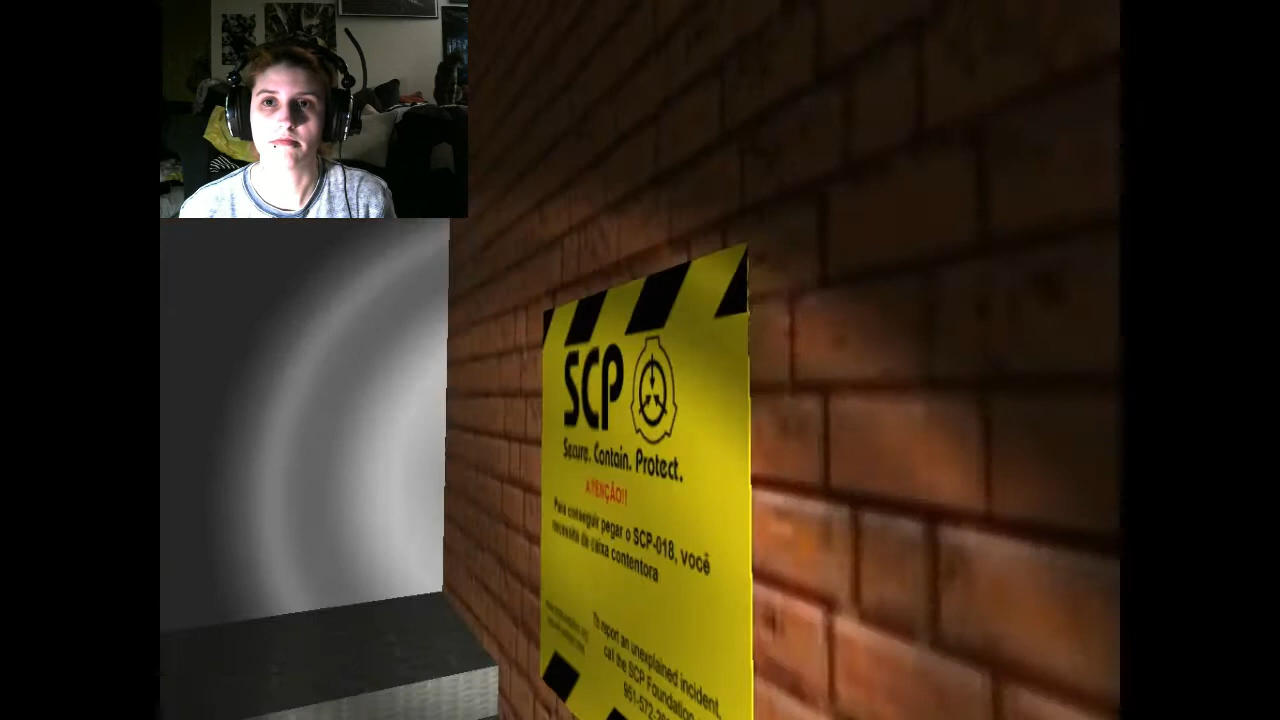 SCP
Secure. Contain. Protect.
ATENÇÃO!!
Para conseguir pegar o SCP-018, você
necessita de caixa contentora
To report an unexplained incident,
call the SCP Foundation